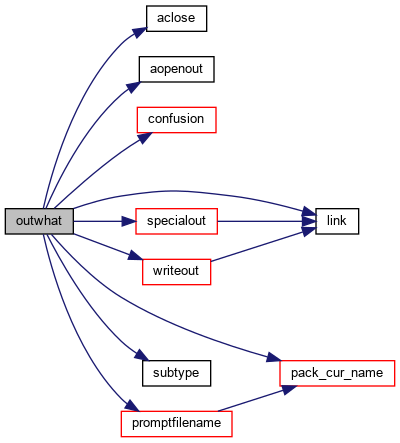 aclose
aopenout
confusion
outwhat
specialout
link
writeout
subtype
pack_cur_name
promptfilename